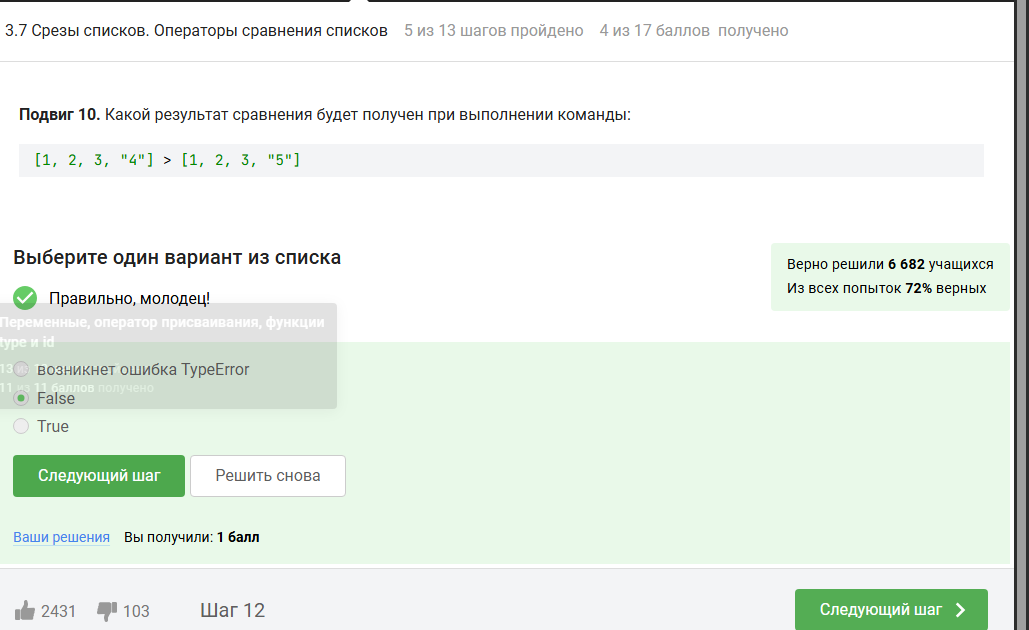 3.7 Срезы списков. Операторы сравнения списков 5 из 13 шагов пройдено 4 из 17 баллов получено
Подвиг 10. Какой результат сравнения будет получен при выполнении команды:
[1, 2, 3, "4"] > [1, 2, 3, "5"]
Выберите один вариант из списка
Верно решили 6 682 учащихся
Из всех попыток 72% верных
Правильно, молодец!
Переменные, оператор присваивания, функции
type и id
13 из
возникнет ошибка TypeError
11 из 11 баллов получено
False
True
Следующий шаг Решить снова
Ваши решения Вы получили: 1 балл
2431 103 Шаг 12 Следующий шаг